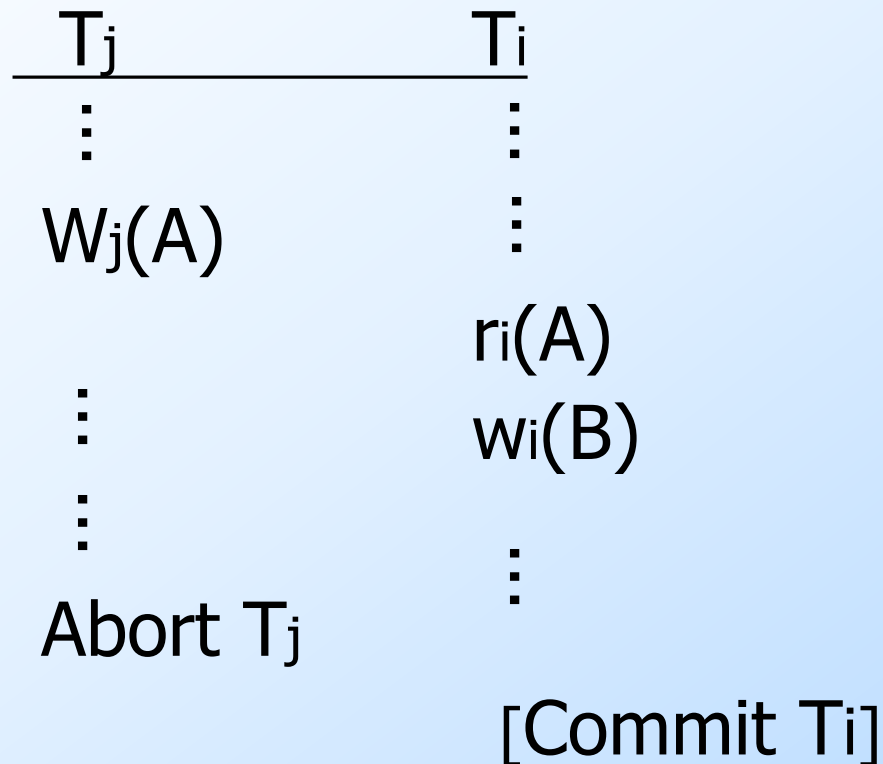 Tj Ti
⋮ ⋮
Wj(A) ⋮
ri(A)
⋮ wi(B)
⋮
⋮
Abort Tj
[Commit Ti]